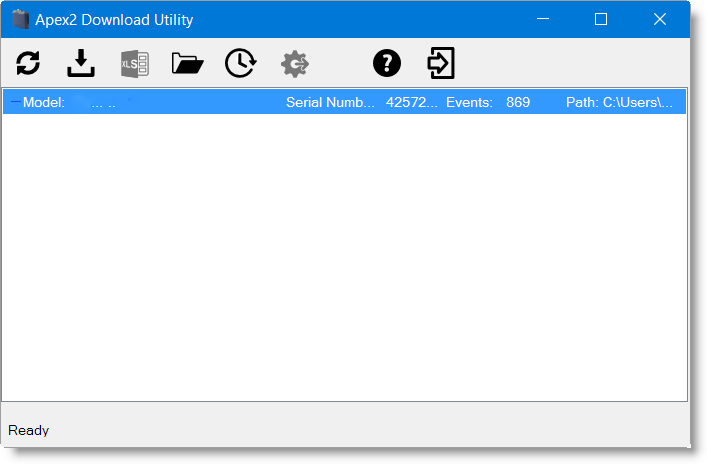 Apex2 Download Utility
XLS
Model: ... .. Serial Numb... 42572... Events: 869 Path: C:\Users\...
Ready